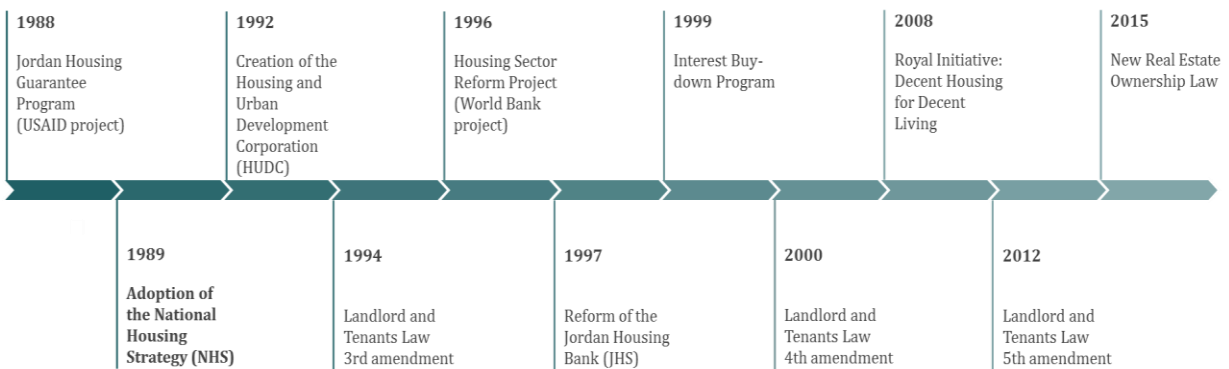 1988
Jordan Housing
Guarantee
Program
(USAID project)
1992
Creation of the
Housing and
Urban
Development
Corporation
(HUDC)
1996
Housing Sector
Reform Project
(World Bank
project)
1999
Interest Buy-
down Program
2008
Royal Initiative:
Decent Housing
for Decent
Living
2015
New Real Estate
Ownership Law
1989
Adoption of
the National
Housing
Strategy (NHS)
1994
Landlord and
Tenants Law
3rd amendment
1997
Reform of the
Jordan Housing
Bank (JHS)
2000
Landlord and
Tenants Law
4th amendment
2012
Landlord and
Tenants Law
5th amendment